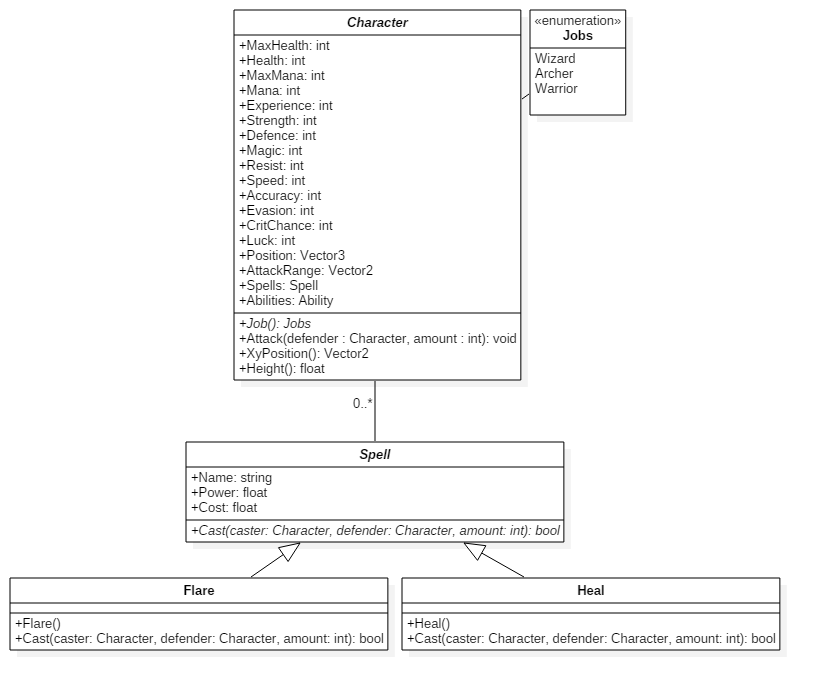 Character
+MaxHealth: int
+Health: int
+MaxMana: int
+Mana: int
+Experience: int
+Strength: int
+Defence: int
+Magic: int
+Resist: int
+Speed: int
+Accuracy: int
+Evasion: int
+CritChance: int
+Luck: int
+Position: Vector3
+AttackRange: Vector2
+Spells: Spell
+Abilities: Ability
+Job(): Jobs
+Attack(defender : Character, amount : int): void
+XyPosition(): Vector2
+Height(): float
«enumeration»
Jobs
Wizard
Archer
Warrior
0..*
Spell
+Name: string
+Power: float
+Cost: float
+Cast(caster: Character, defender: Character, amount: int): bool
Flare
+Flare()
+Cast(caster: Character, defender: Character, amount: int): bool
Heal
+Heal()
+Cast(caster: Character, defender: Character, amount: int): bool